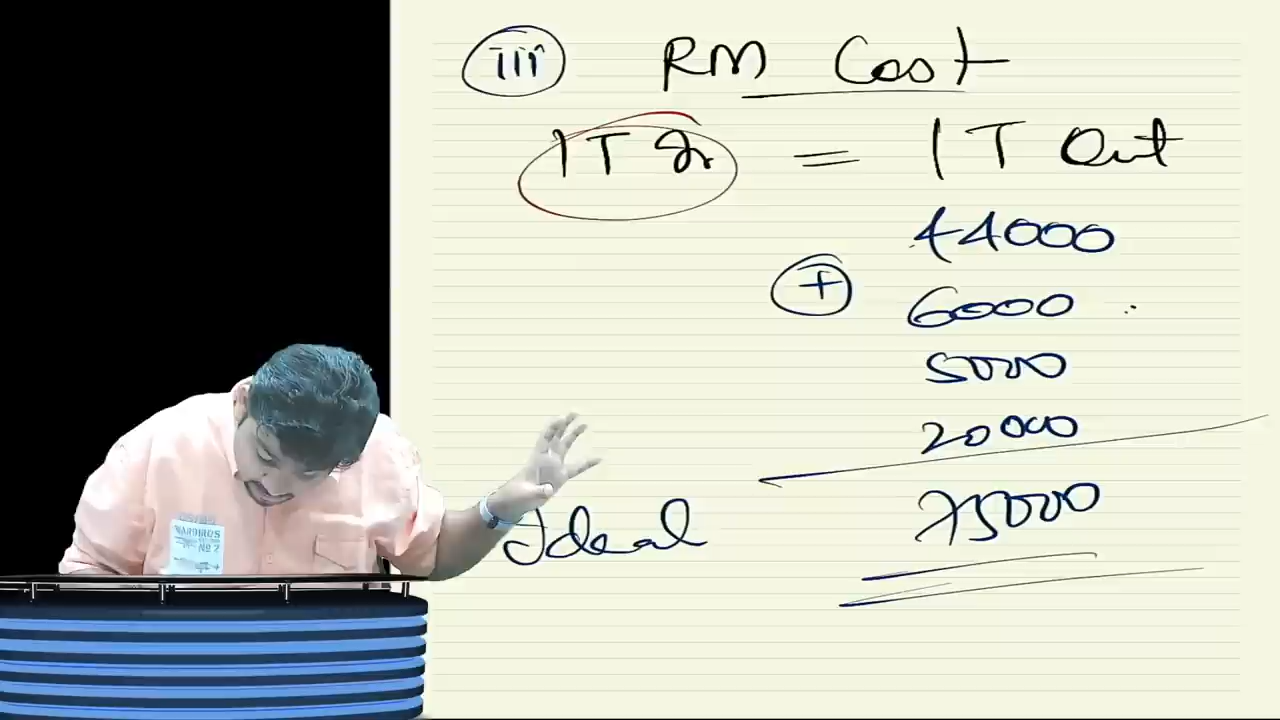 iii RM Cost
1T In = 1T Out
44000
+ 6000
5000
20000
Ideal 75000